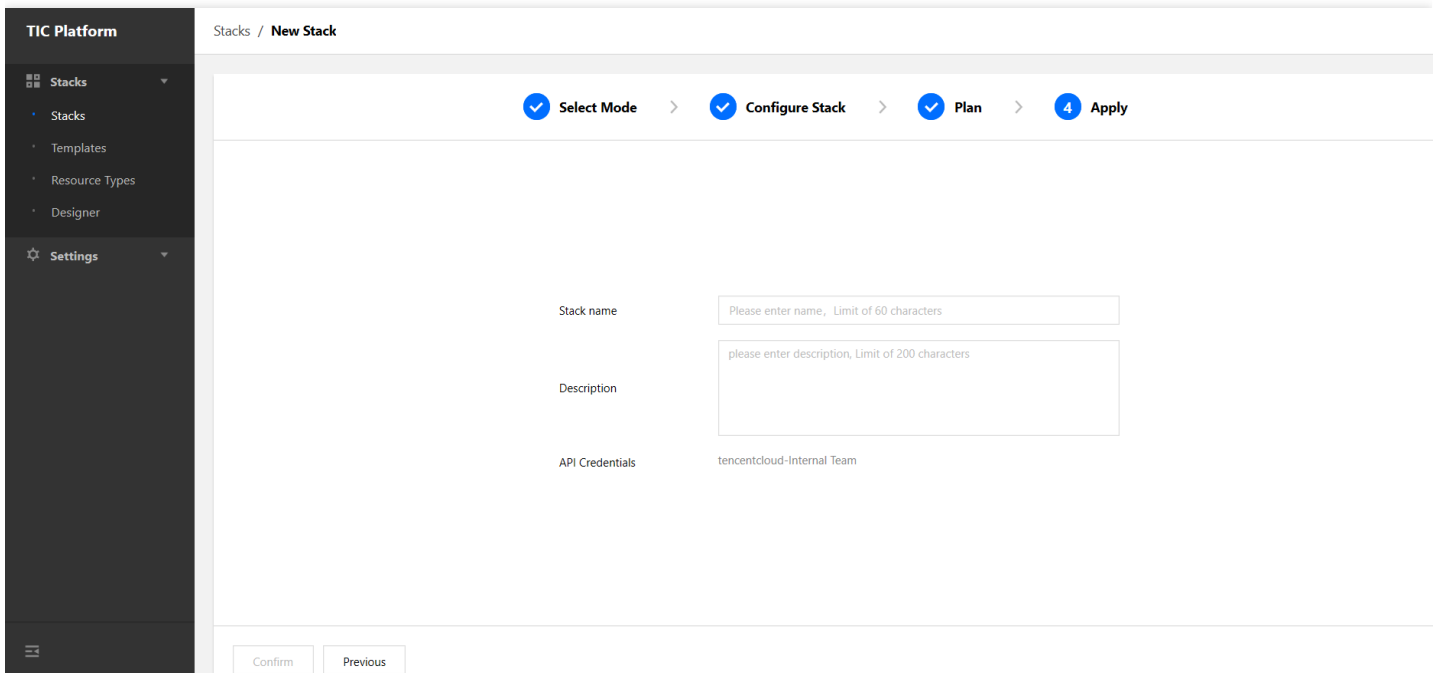 TIC Platform
Stacks / New Stack
Stacks
Stacks
Templates
Resource Types
Designer
Settings
Select Mode > Configure Stack > Plan > 4 Apply
Stack name
Please enter name，Limit of 60 characters
Description
please enter description, Limit of 200 characters
API Credentials
tencentcloud-Internal Team
Confirm
Previous